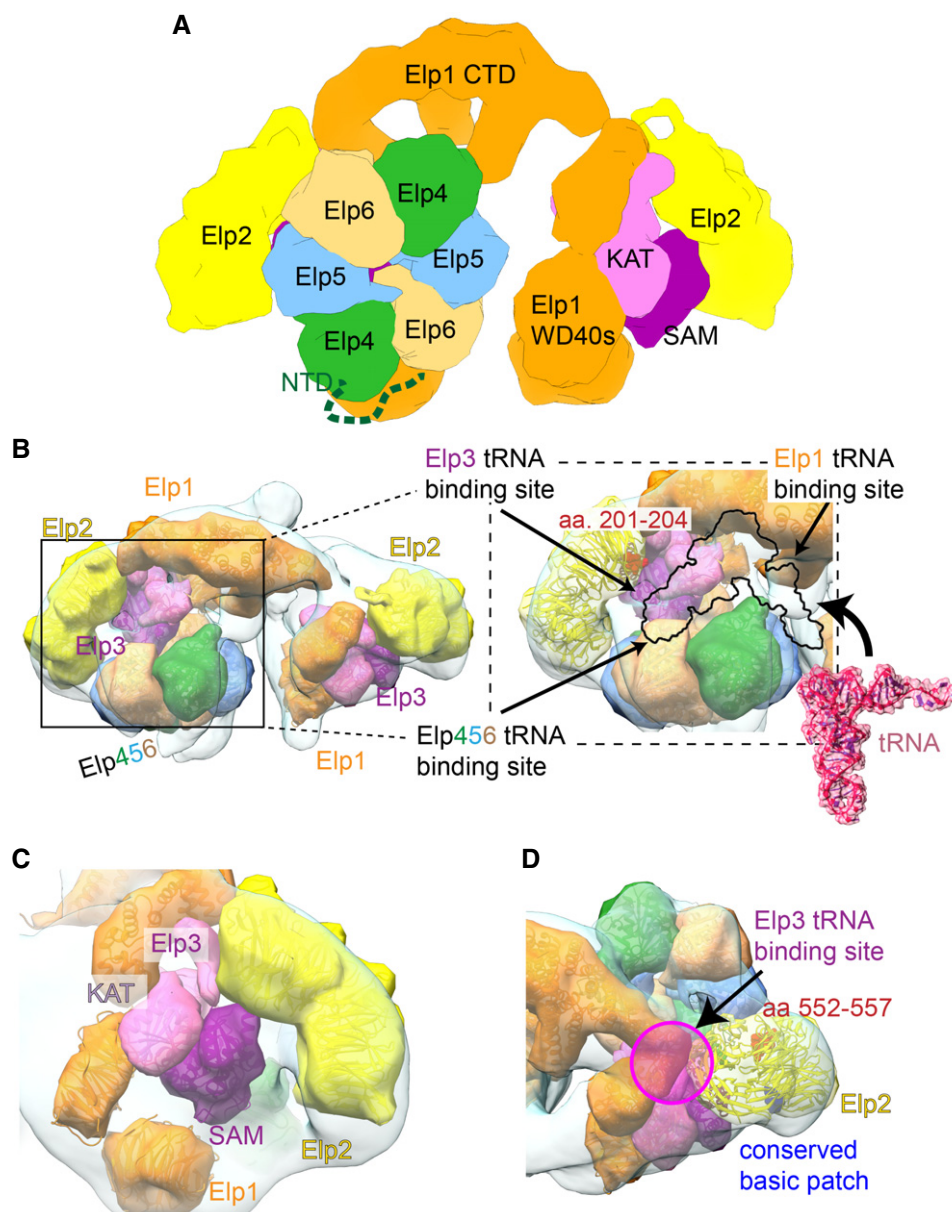 A
Elp1 CTD
Elp4
Elp6
Elp2
Elp2
KAT
Elp5
Elp5
Elp1
WD40s
SAM
Elp6
Elp4
NTD
B
Elp3 tRNA
binding site
Elp1 tRNA
binding site
Elp1
aa. 201-204
Elp2
Elp2
Elp3
Elp3
Elp456
Elp1
Elp456 tRNA
binding site
tRNA
C
Elp3
KAT
SAM
Elp2
Elp1
D
Elp3 tRNA
binding site
aa 552-557
Elp2
conserved
basic patch